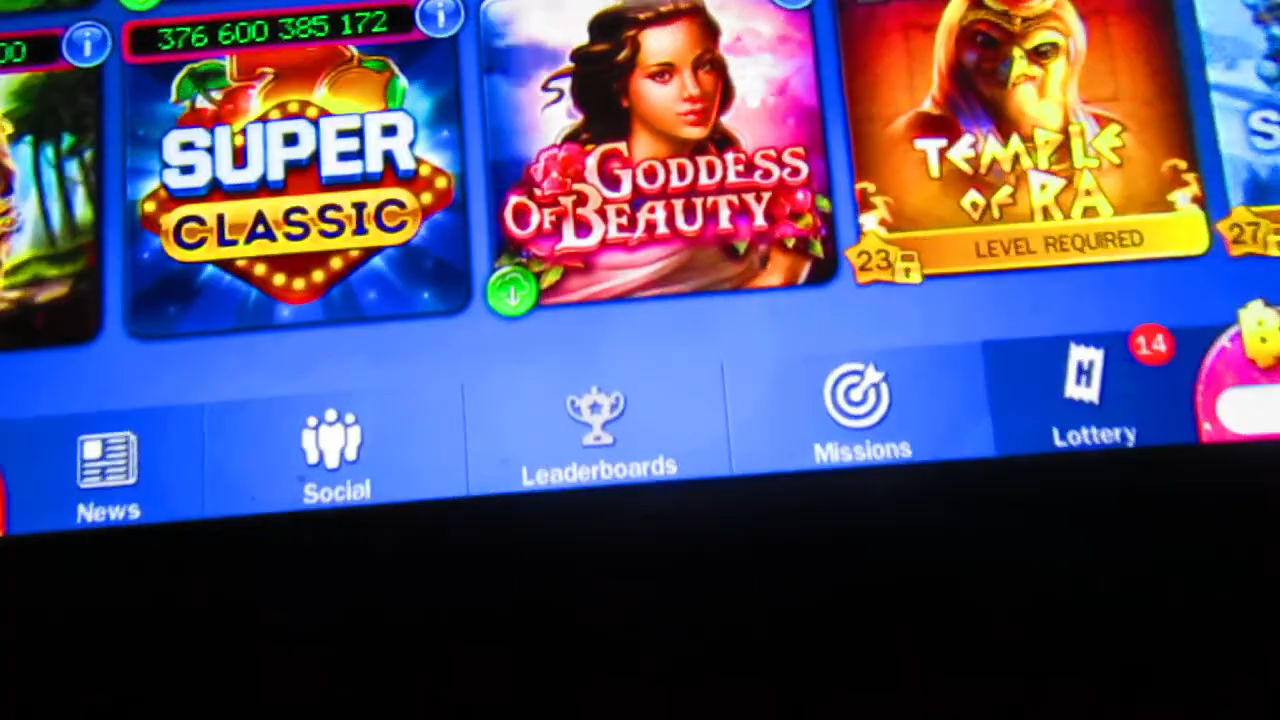 00
376 600 385 172
SUPER
CLASSIC
GODDESS
OF BEAUTY
TEMPLE
OF RA
23
LEVEL REQUIRED
27
S
14
News
Social
Leaderboards
Missions
H
Lottery
B